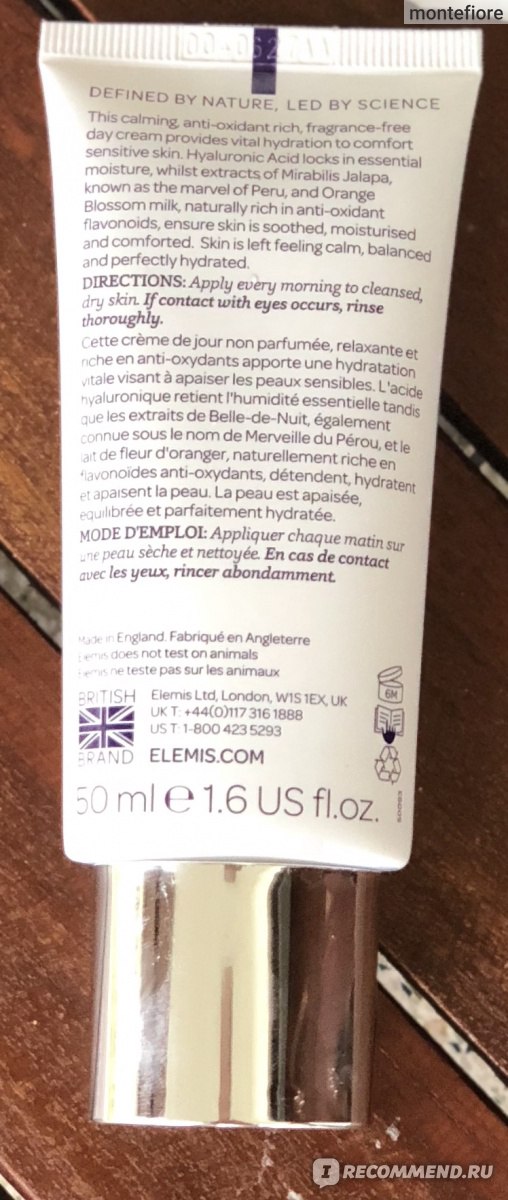 montefiore
DEFINED BY NATURE, LED BY SCIENCE
This calming, anti-oxidant rich, fragrance-free
day cream provides vital hydration to comfort
sensitive skin. Hyaluronic Acid locks in essential
moisture, whilst extracts of Mirabilis Jalapa,
known as the marvel of Peru, and Orange
Blossom milk, naturally rich in anti-oxidant
flavonoids, ensure skin is soothed, moisturised
and comforted. Skin is left feeling calm, balanced
and perfectly hydrated.
DIRECTIONS: Apply every morning to cleansed,
dry skin. If contact with eyes occurs, rinse
thoroughly.
Cette crème de jour non parfumée, relaxante et
riche en anti-oxydants apporte une hydratation
vitale visant à apaiser les peaux sensibles. L'acide
hyaluronique retient l'humidité essentielle tandis
que les extraits de Belle-de-Nuit, également
connue sous le nom de Merveille du Pérou, et le
lait de fleur d'oranger, naturellement riche en
flavonoïdes anti-oxydants, détendent, hydratent
et apaisent la peau. La peau est apaisée,
équilibrée et parfaitement hydratée.
MODE D'EMPLOI: Appliquer chaque matin sur
une peau sèche et nettoyée. En cas de contact
avec les yeux, rincer abondamment.
Made in England. Fabriqué en Angleterre
Elemis does not test on animals
Elemis ne teste pas sur les animaux
BRITISH
BRAND
Elemis Ltd, London, W1S 1EX, UK
UK T: +44(0)117 316 1888
US T: 1-800 423 5293
ELEMIS.COM
6M
50 ml e 1.6 US fl.oz.
IRECOMMEND.RU